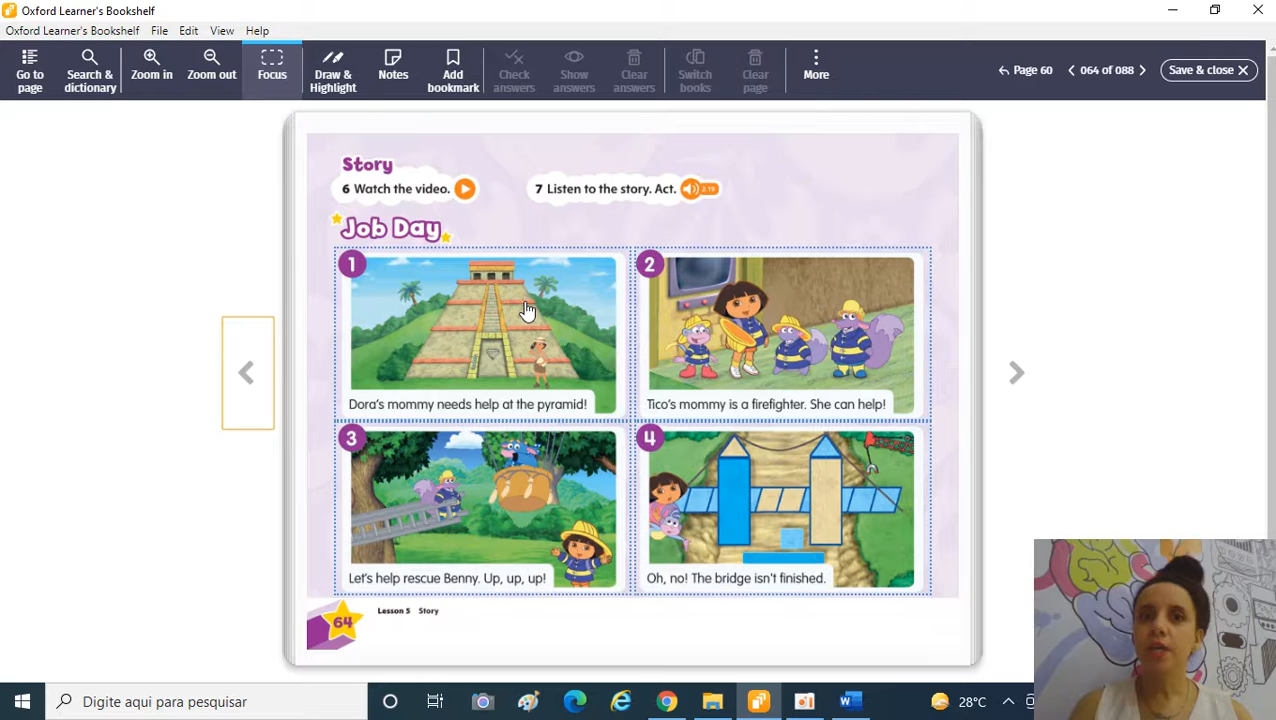 Oxford Learner's Bookshelf
Oxford Learner's Bookshelf File Edit View Help
Go to page
Search & dictionary
Zoom in
Zoom out
Focus
Draw & Highlight
Notes
Add bookmark
Check answers
Show answers
Clear answers
Switch books
Clear page
More
Page 60
064 of 088
Save & close
Story
6 Watch the video.
7 Listen to the story. Act. 2.19
Job Day
1
Dora's mommy needs help at the pyramid!
2
Tico's mommy is a firefighter. She can help!
3
Let's help rescue Benny. Up, up, up!
4
Oh, no! The bridge isn't finished.
64
Lesson 5 Story
Digite aqui para pesquisar
28°C